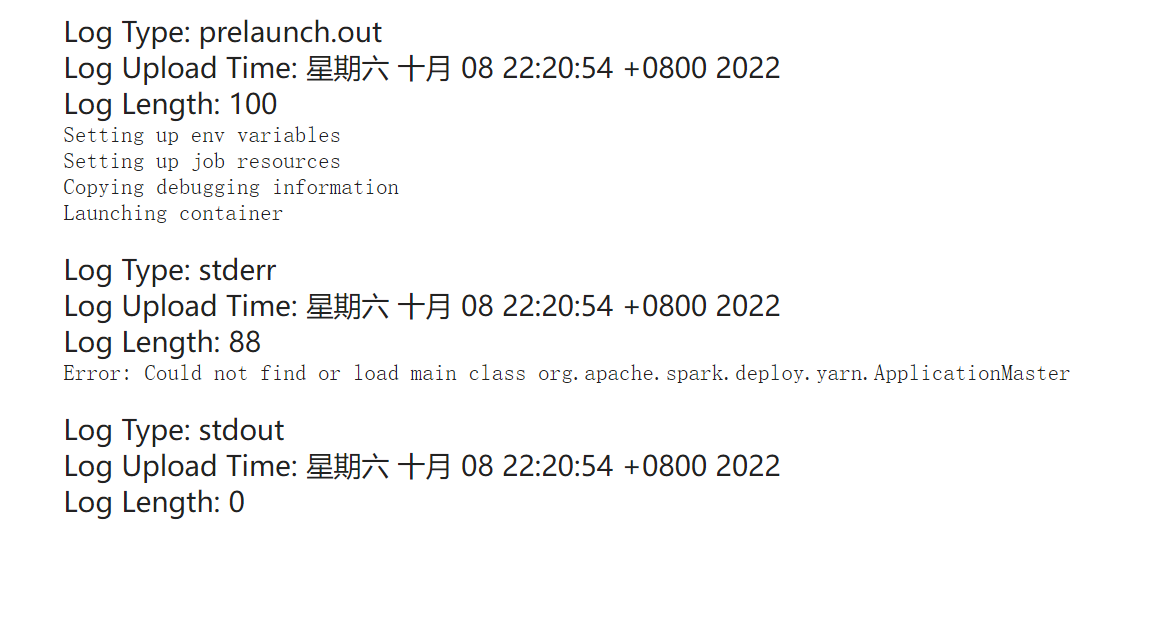 Log Type: prelaunch.out
Log Upload Time: 星期六 十月 08 22:20:54 +0800 2022
Log Length: 100
Setting up env variables
Setting up job resources
Copying debugging information
Launching container
Log Type: stderr
Log Upload Time: 星期六 十月 08 22:20:54 +0800 2022
Log Length: 88
Error: Could not find or load main class org.apache.spark.deploy.yarn.ApplicationMaster
Log Type: stdout
Log Upload Time: 星期六 十月 08 22:20:54 +0800 2022
Log Length: 0